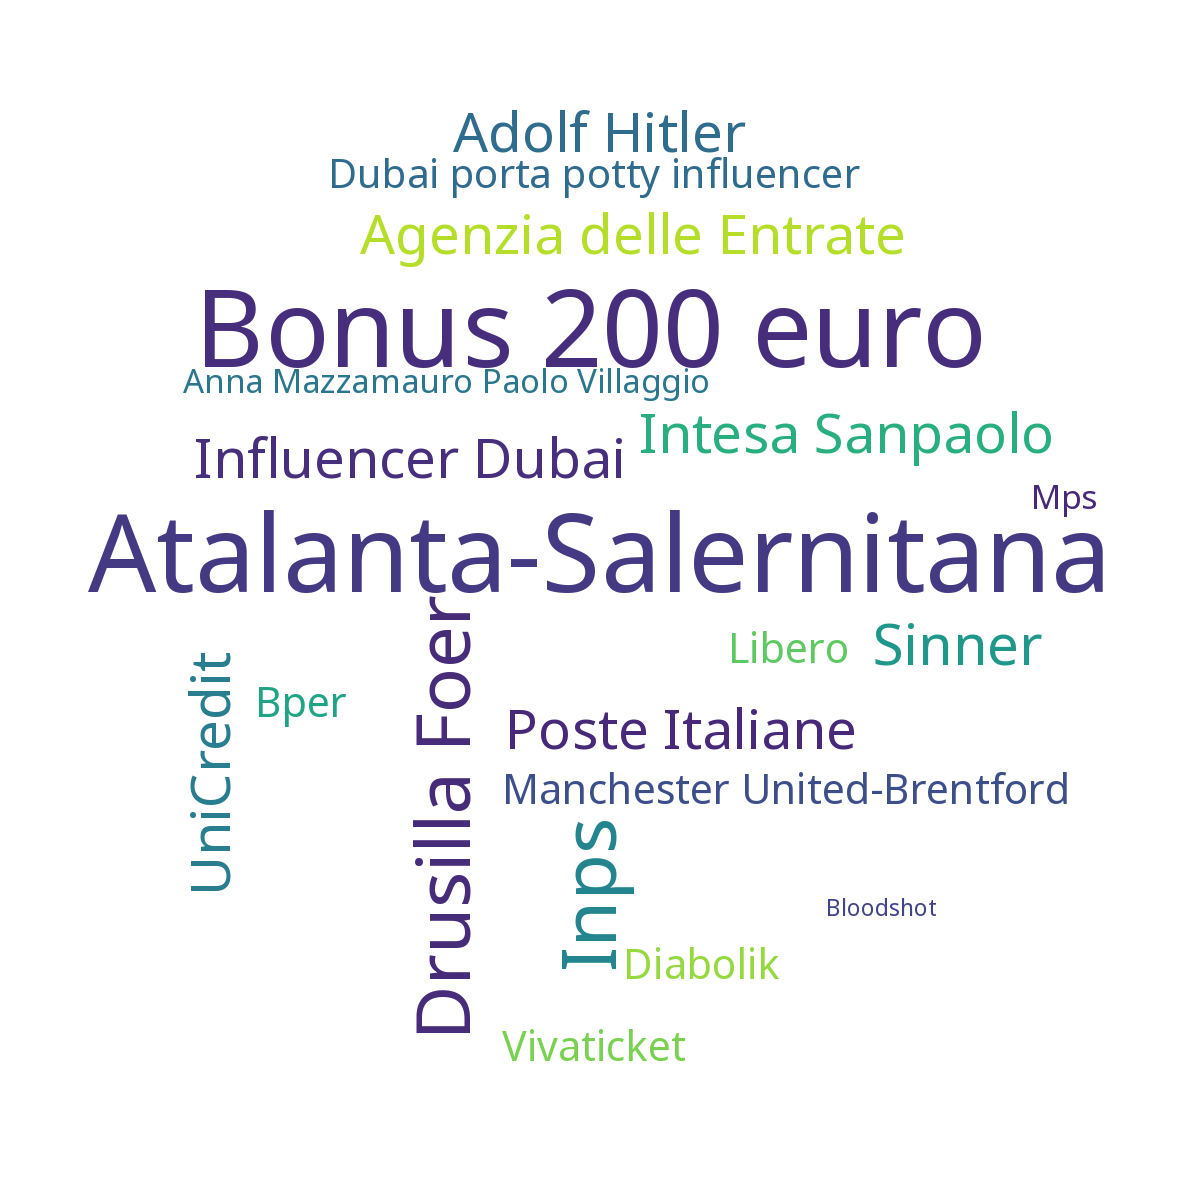 Adolf Hitler
Dubai porta potty influencer
Agenzia delle Entrate
Bonus 200 euro
Anna Mazzamauro Paolo Villaggio
Intesa Sanpaolo
Influencer Dubai
Mps
Atalanta-Salernitana
Libero
Sinner
UniCredit
Bper
Drusilla Foer
Poste Italiane
Manchester United-Brentford
Inps
Bloodshot
Diabolik
Vivaticket